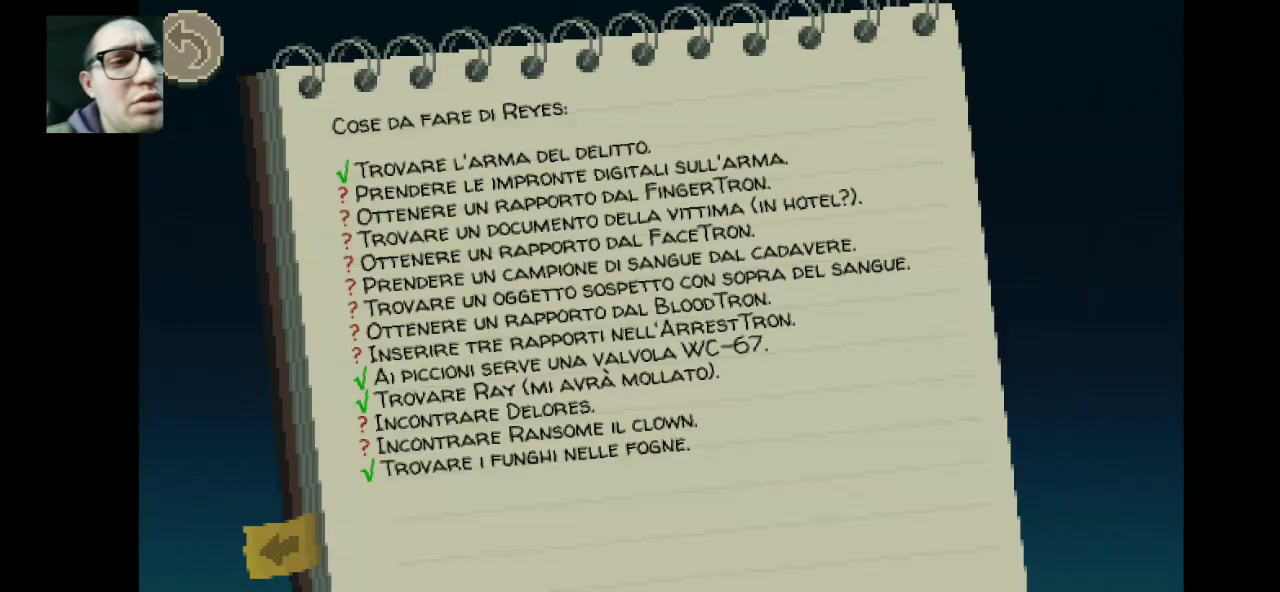 Cose da fare di Reyes:
√ Trovare l'arma del delitto.
? Prendere le impronte digitali sull'arma.
? Ottenere un rapporto dal FingerTron.
? Trovare un documento della vittima (in hotel?).
? Ottenere un rapporto dal FaceTron.
? Prendere un campione di sangue dal cadavere.
? Trovare un oggetto sospetto con sopra del sangue.
? Ottenere un rapporto dal BloodTron.
? Inserire tre rapporti nell'ArrestTron.
√ Ai piccioni serve una valvola WC-67.
√ Trovare Ray (mi avrà mollato).
? Incontrare Delores.
? Incontrare Ransome il clown.
√ Trovare i funghi nelle fogne.